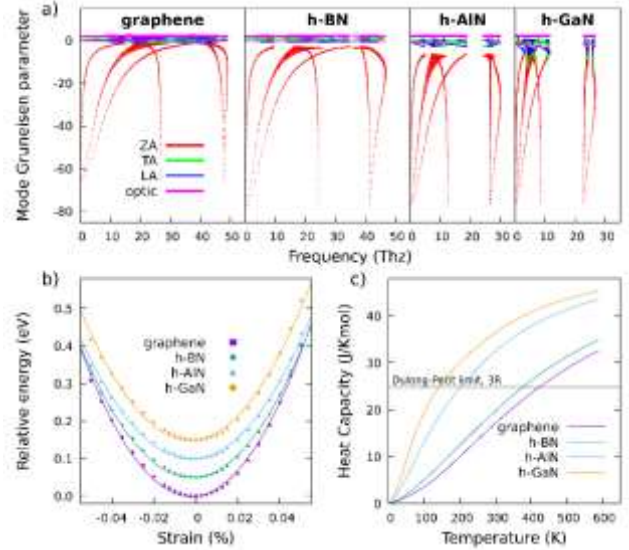 a)
graphene
h-BN
h-AlN
h-GaN
Mode Gruneisen parameter
0
-20
-40
-60
-80
ZA
TA
LA
optic
0 10 20 30 40 50
0 10 20 30 40
0 10 20 30
0 10 20 30
Frequency (Thz)
b)
Relative energy (eV)
0.5
0.4
0.3
0.2
0.1
0.0
graphene
h-BN
h-AlN
h-GaN
-0.04 -0.02 0 0.02 0.04
Strain (%)
c)
Heat Capacity (J/Kmol)
40
30
20
10
0
Dulong-Petit limit, 3R
graphene
h-BN
h-AlN
h-GaN
0 100 200 300 400 500 600
Temperature (K)